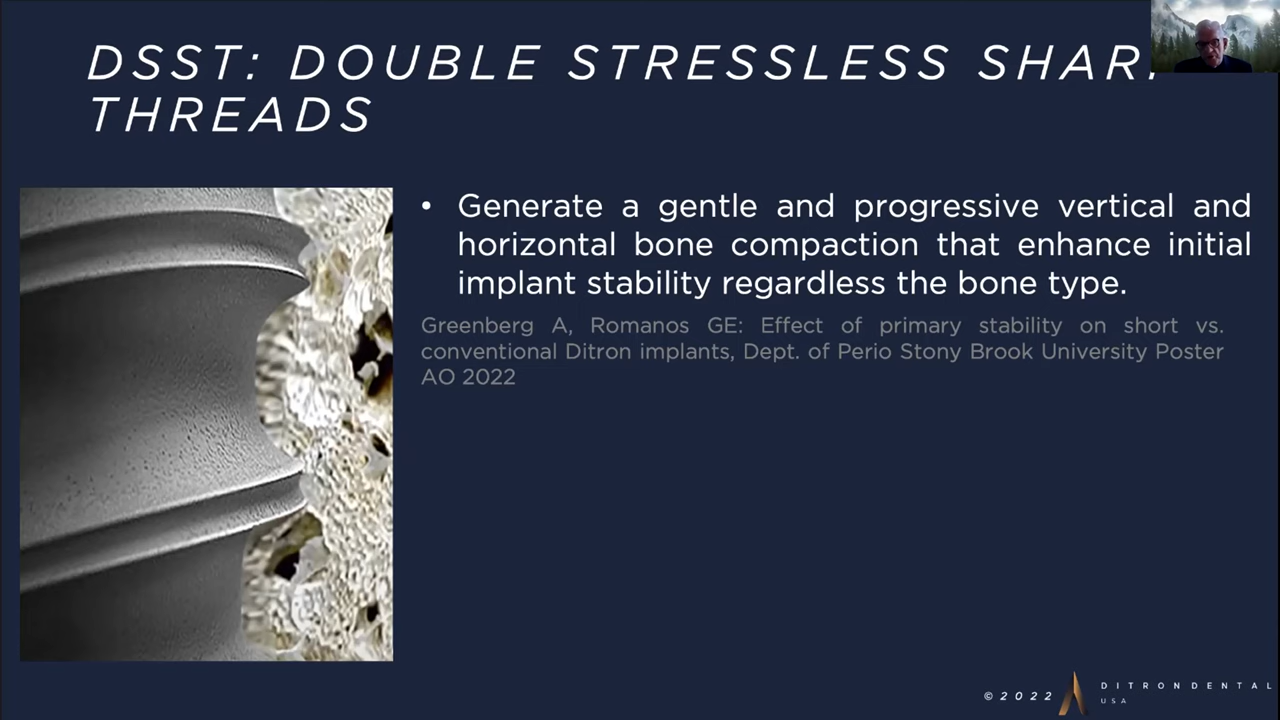 DSST: DOUBLE STRESSLESS SHAR
THREADS
• Generate a gentle and progressive vertical and
horizontal bone compaction that enhance initial
implant stability regardless the bone type.
Greenberg A, Romanos GE: Effect of primary stability on short vs.
conventional Ditron implants, Dept. of Perio Stony Brook University Poster
AO 2022
©2022
DITRONDENTAL
USA